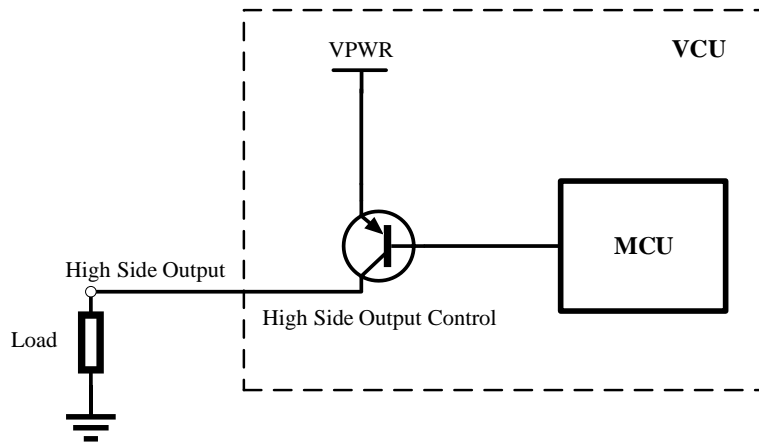 VPWR
VCU
MCU
High Side Output
High Side Output Control
Load